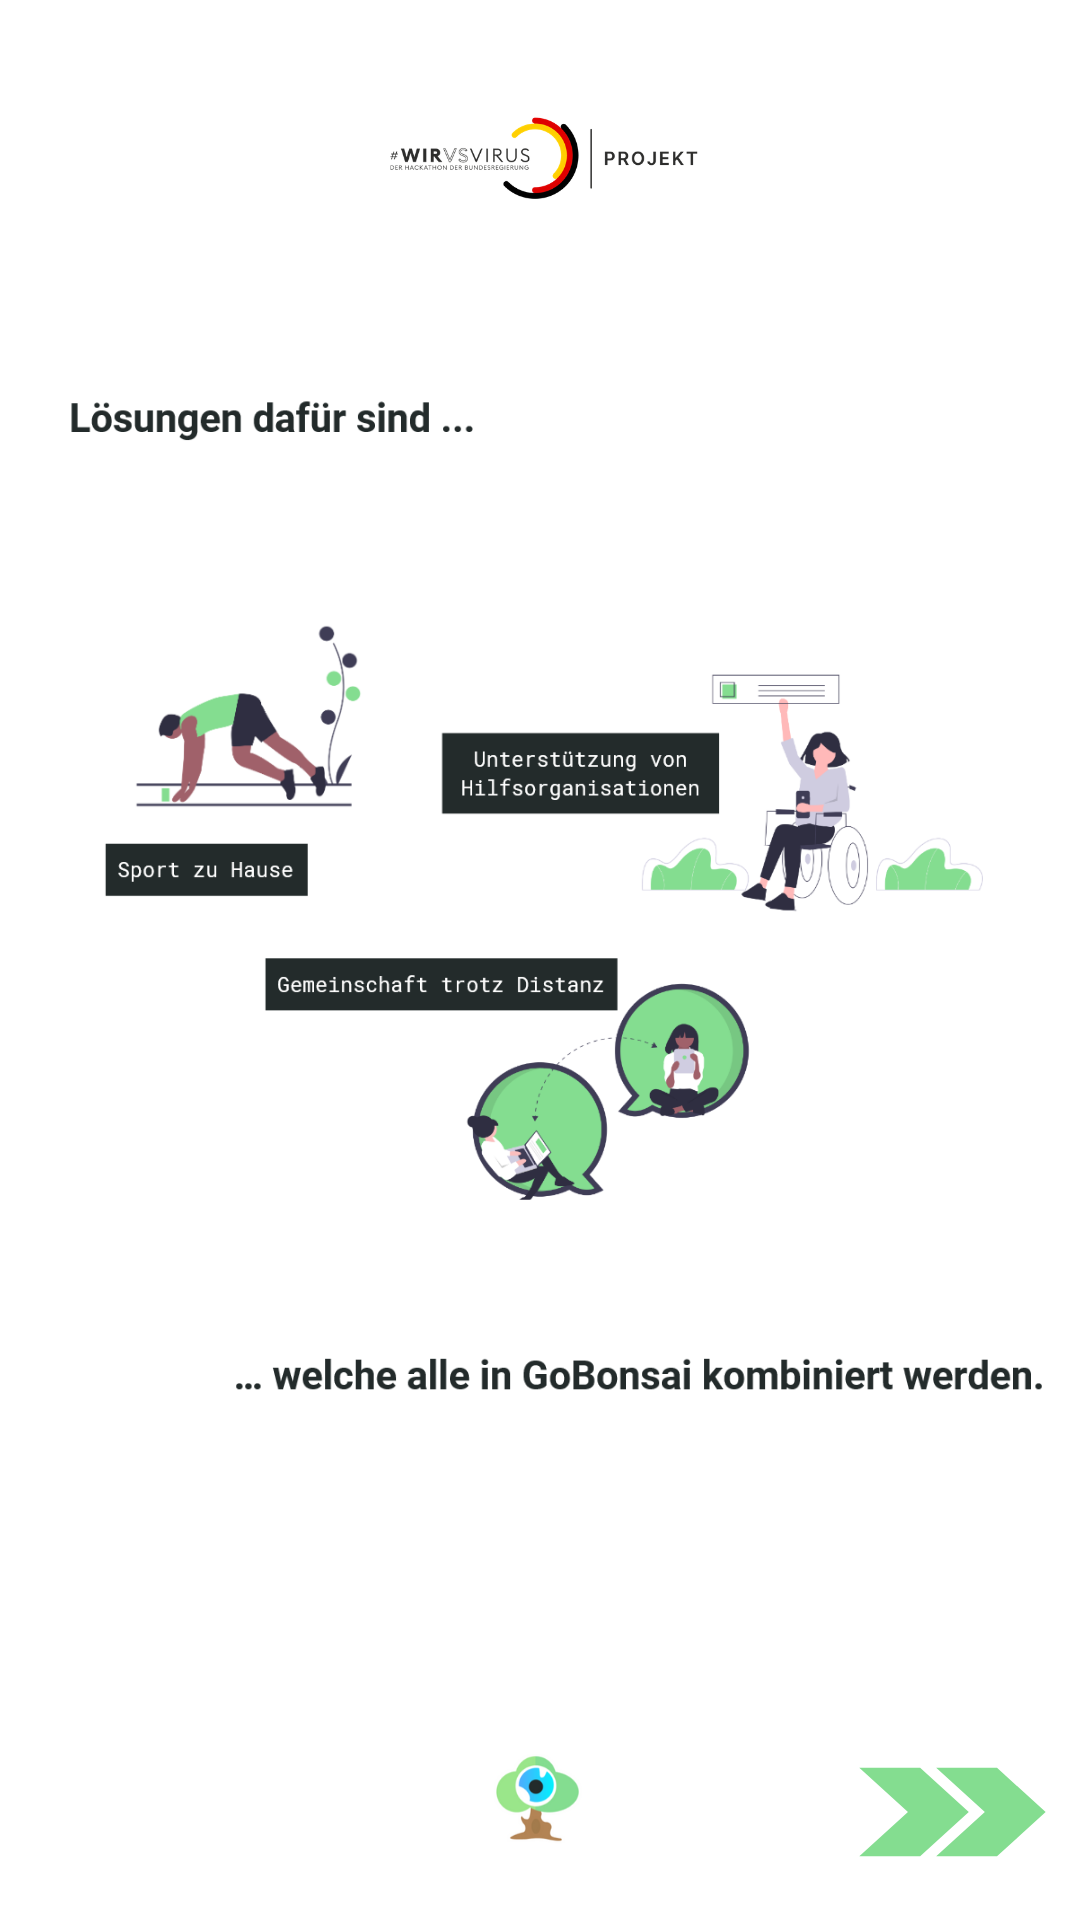 #WIRVSVIRUS
DER HACKATHON DER BUNDESREGIERUNG
PROJEKT
Lösungen dafür sind ...
Unterstützung von
Hilfsorganisationen
Sport zu Hause
Gemeinschaft trotz Distanz
... welche alle in GoBonsai kombiniert werden.